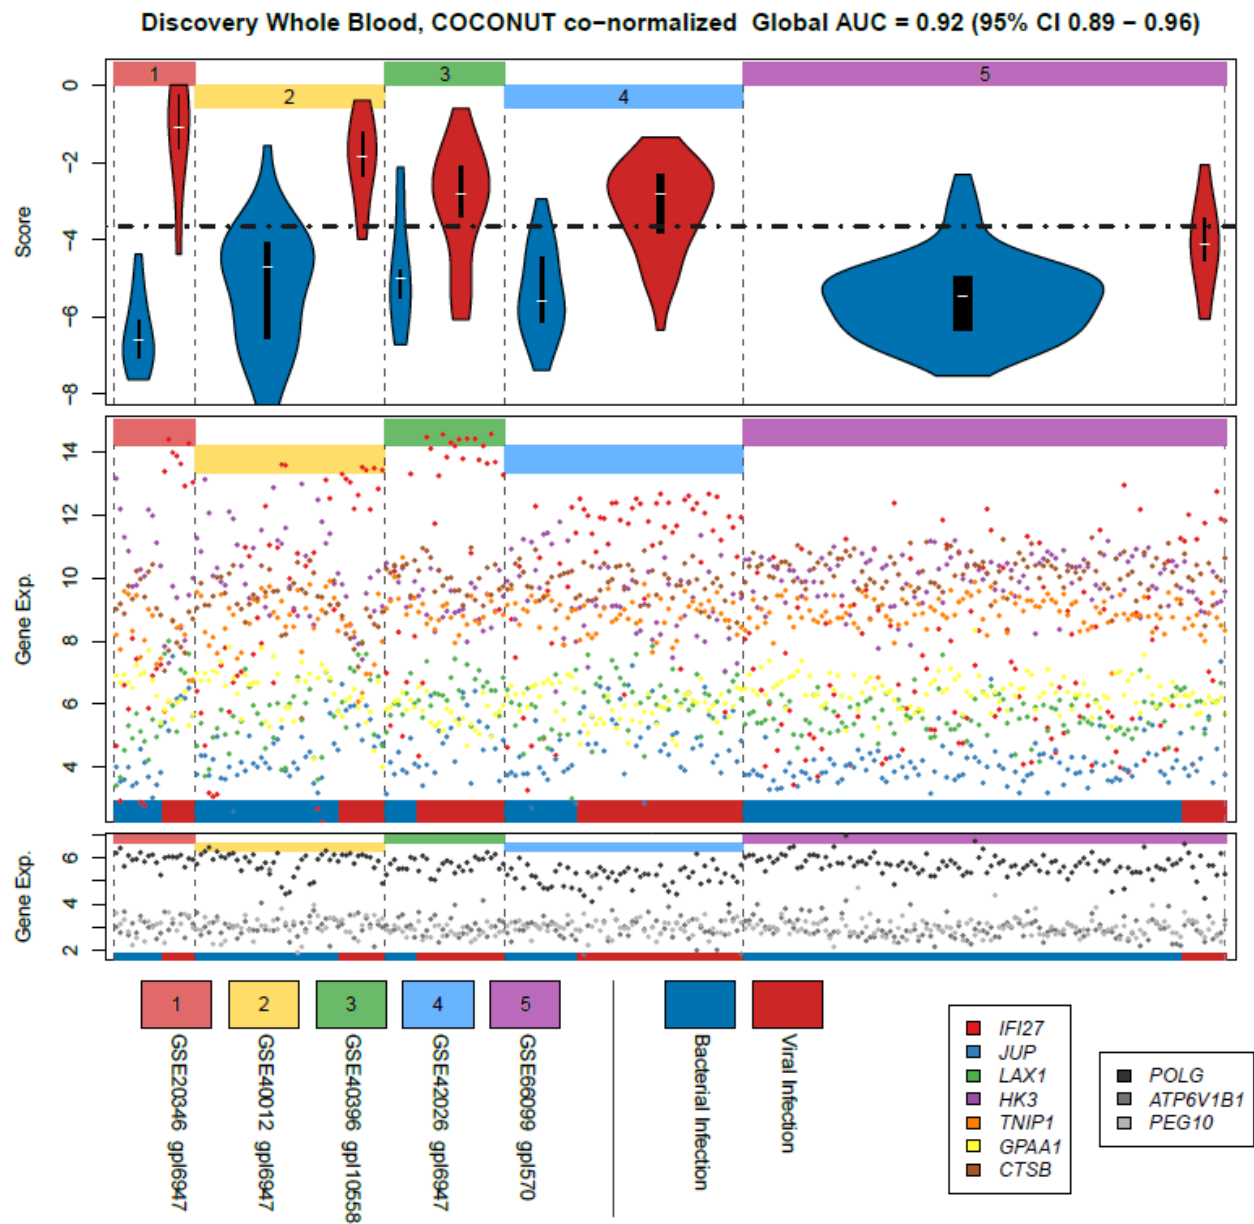 Discovery Whole Blood, COCONUT co−normalized Global AUC = 0.92 (95% CI 0.89 − 0.96)
1
2
3
4
5
Score
0
−2
−4
−6
−8
Gene Exp.
14
12
10
8
6
4
Gene Exp.
6
4
2
1
2
3
4
5
GSE20346 gpl6947
GSE40012 gpl6947
GSE40396 gpl10558
GSE42026 gpl6947
GSE66099 gpl570
Bacterial Infection
Viral Infection
IFI27
JUP
LAX1
HK3
TNIP1
GPAA1
CTSB
POLG
ATP6V1B1
PEG10